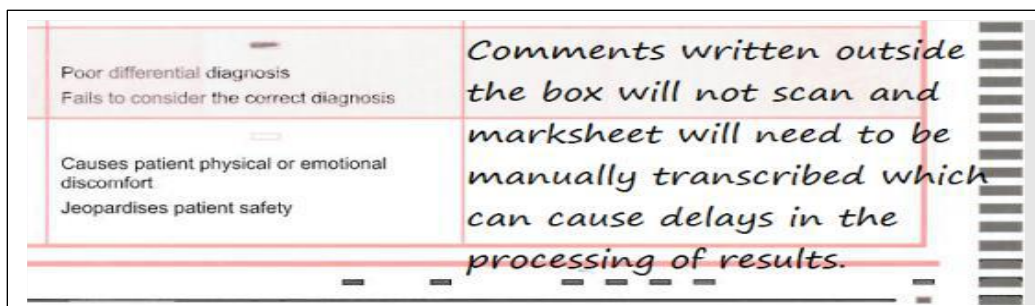 Poor differential diagnosis
Fails to consider the correct diagnosis
Causes patient physical or emotional
discomfort
Jeopardises patient safety
Comments written outside
the box will not scan and
marksheet will need to be
manually transcribed which
can cause delays in the
processing of results.